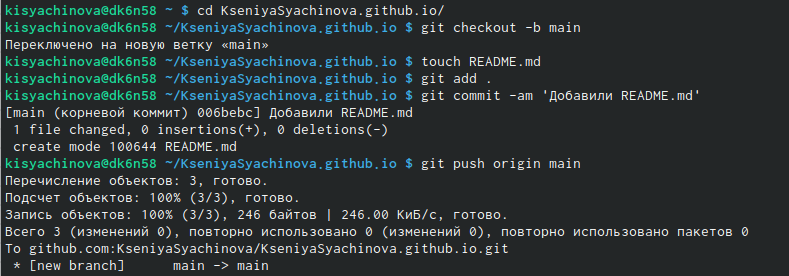 kisyachinova@dk6n58 ~ $ cd KseniyaSyachinova.github.io/
kisyachinova@dk6n58 ~/KseniyaSyachinova.github.io $ git checkout -b main
Переключено на новую ветку «main»
kisyachinova@dk6n58 ~/KseniyaSyachinova.github.io $ touch README.md
kisyachinova@dk6n58 ~/KseniyaSyachinova.github.io $ git add .
kisyachinova@dk6n58 ~/KseniyaSyachinova.github.io $ git commit -am 'Добавили README.md'
[main (корневой коммит) 006bebc] Добавили README.md
 1 file changed, 0 insertions(+), 0 deletions(-)
 create mode 100644 README.md
kisyachinova@dk6n58 ~/KseniyaSyachinova.github.io $ git push origin main
Перечисление объектов: 3, готово.
Подсчет объектов: 100% (3/3), готово.
Запись объектов: 100% (3/3), 246 байтов | 246.00 КиБ/с, готово.
Всего 3 (изменений 0), повторно использовано 0 (изменений 0), повторно использовано пакетов 0
To github.com:KseniyaSyachinova/KseniyaSyachinova.github.io.git
 * [new branch]      main -> main